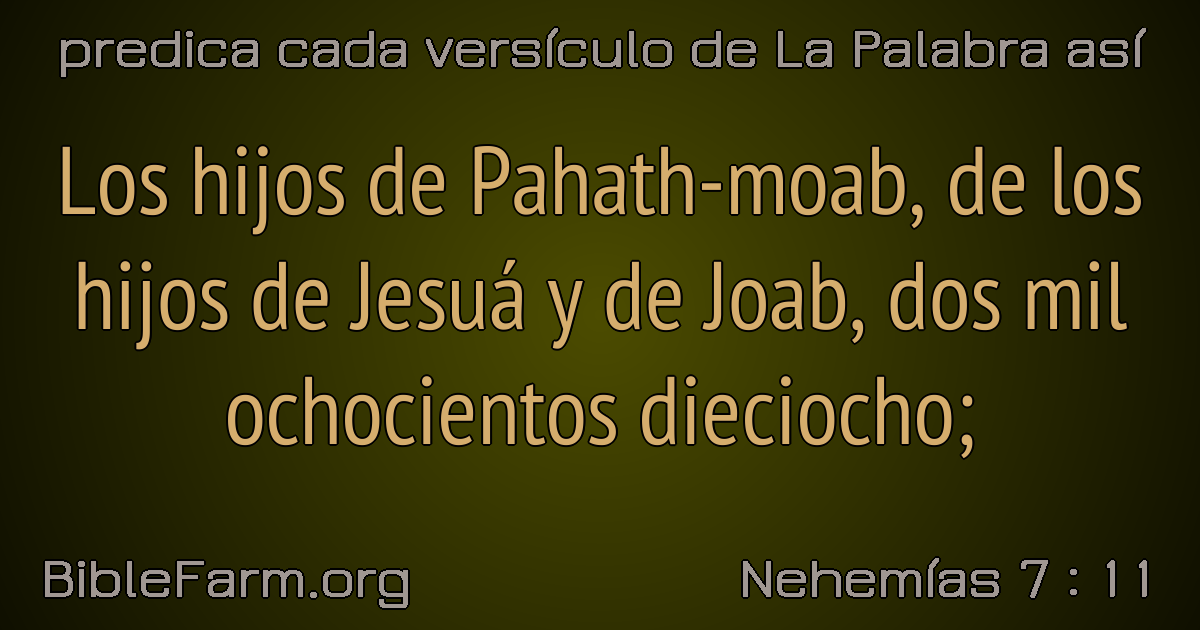 predica cada versículo de La Palabra así
Los hijos de Pahath-moab, de los
hijos de Jesuá y de Joab, dos mil
ochocientos dieciocho;
BibleFarm.org
Nehemías 7 : 11